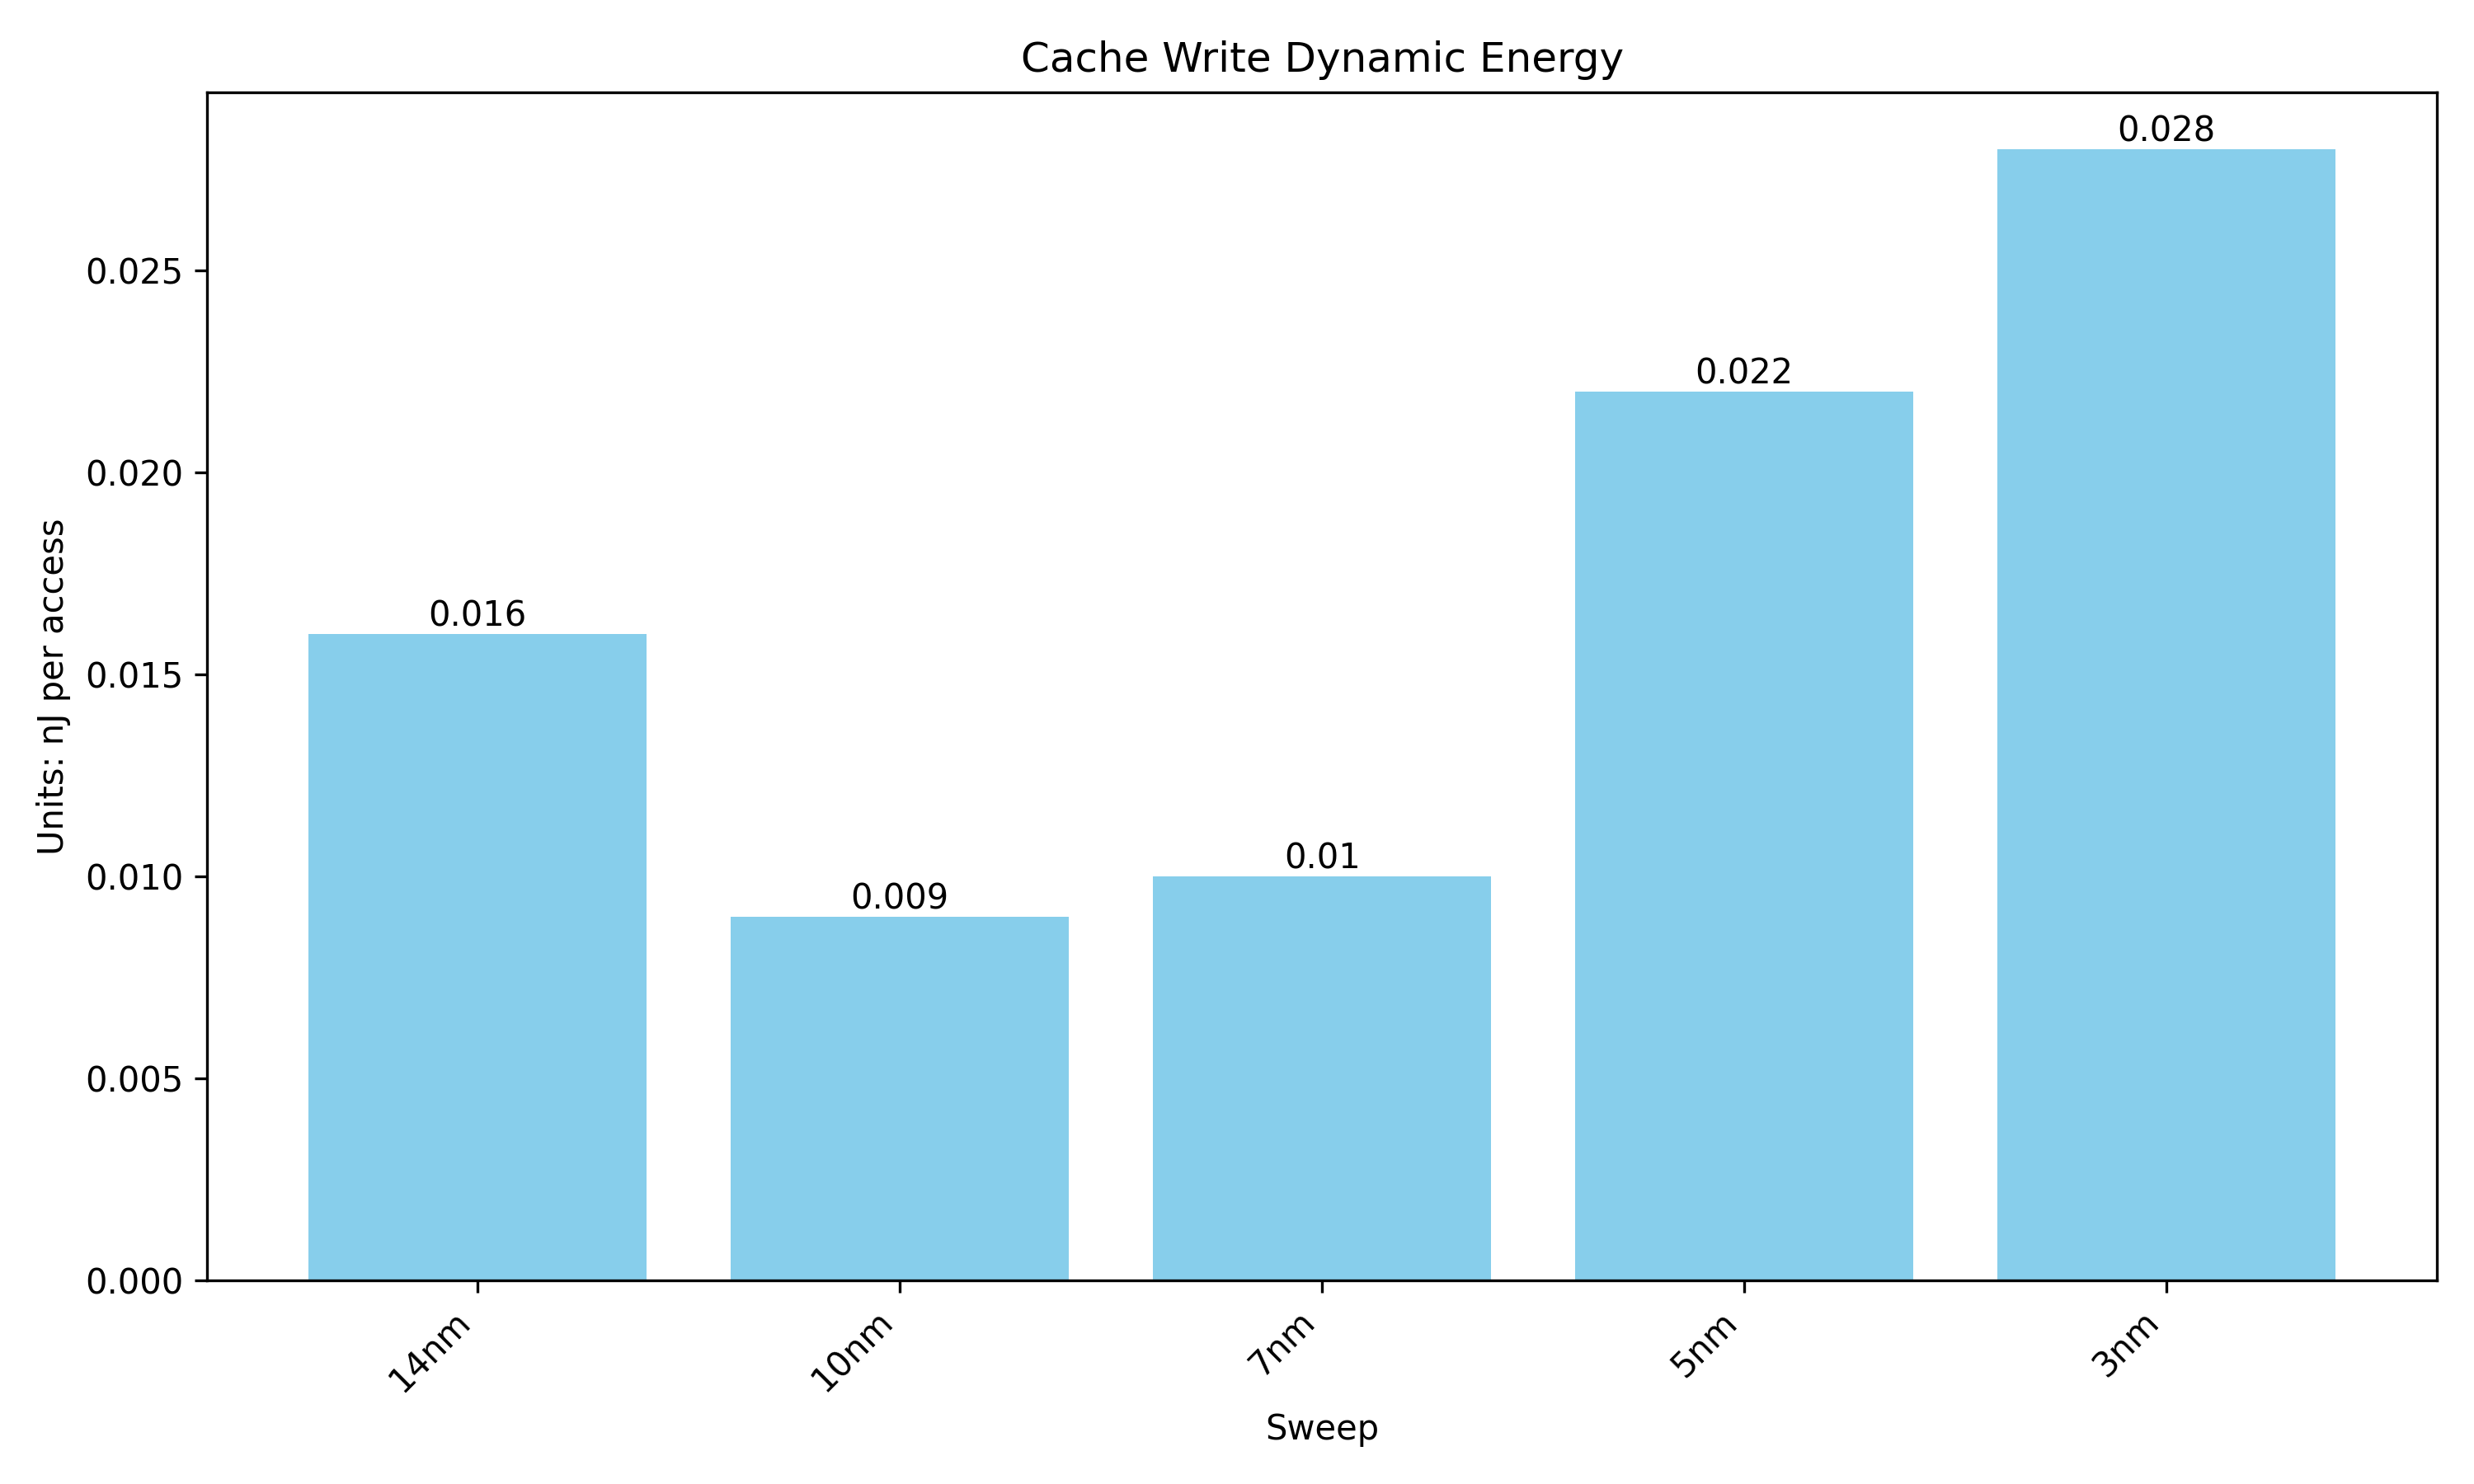 Cache Write Dynamic Energy
Units: nJ per access
0.025
0.020
0.015
0.010
0.005
0.000
0.016
0.009
0.01
0.022
0.028
14nm
10nm
7nm
5nm
3nm
Sweep